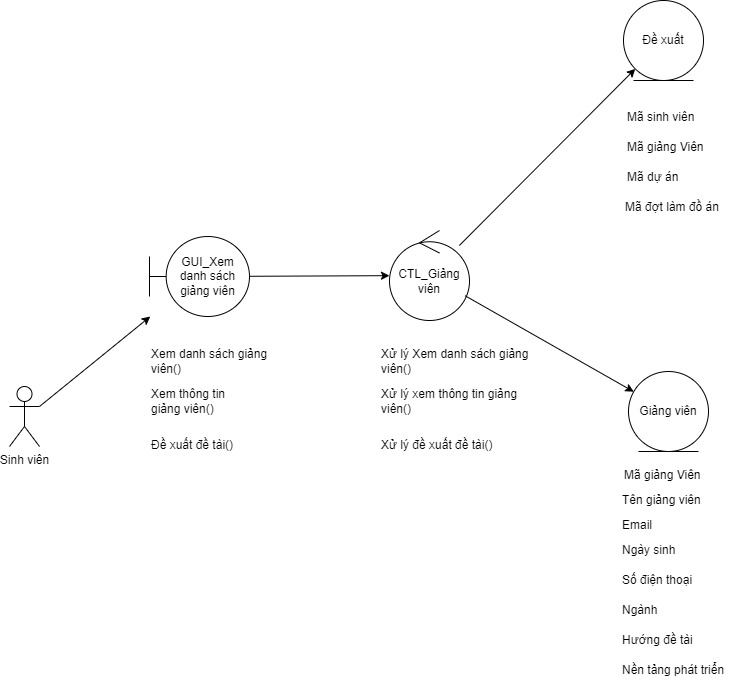 Đề xuất
Mã sinh viên
Mã giảng Viên
Mã dự án
Mã đợt làm đồ án
GUI_Xem
danh sách
giảng viên
CTL_Giảng
viên
Xem danh sách giảng
viên()
Xem thông tin
giảng viên()
Đề xuất đề tài()
Xử lý Xem danh sách giảng
viên()
Xử lý xem thông tin giảng
viên()
Xử lý đề xuất đề tài()
Sinh viên
Giảng viên
Mã giảng Viên
Tên giảng viên
Email
Ngày sinh
Số điện thoại
Ngành
Hướng đề tài
Nền tảng phát triển